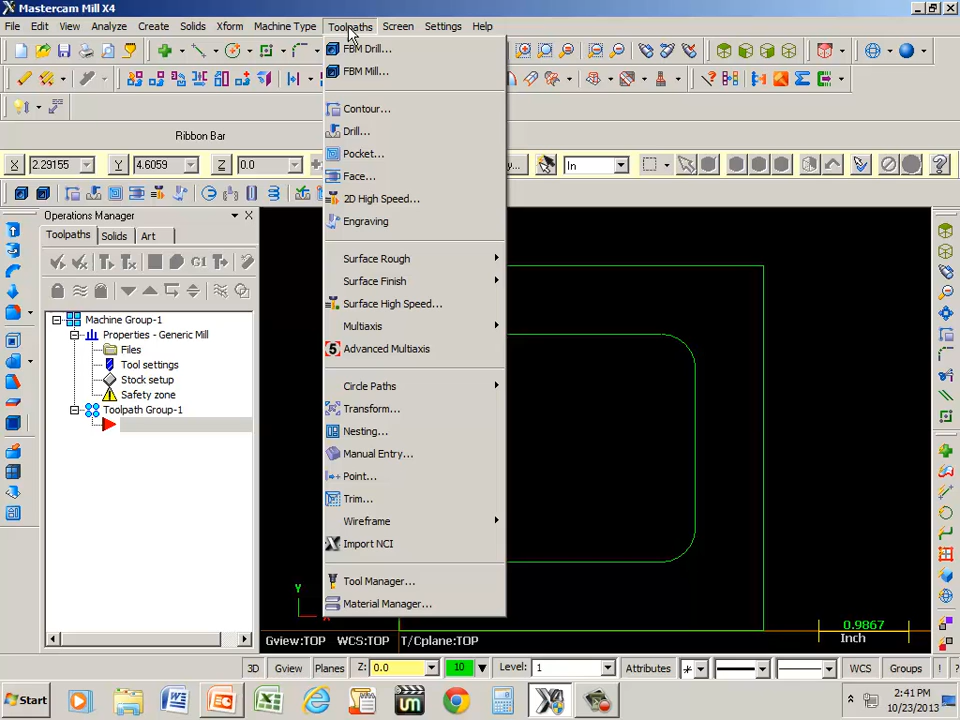 Mastercam Mill X4
File Edit View Analyze Create Solids Xform Machine Type Toolpaths Screen Settings Help
FBM Drill...
FBM Mill...
Contour...
Drill...
Pocket...
Face...
2D High Speed...
Engraving
Surface Rough
Surface Finish
Surface High Speed...
Multiaxis
5 Advanced Multiaxis
Circle Paths
Transform...
Nesting...
Manual Entry...
Point...
Trim...
Wireframe
Import NCI
Tool Manager...
Material Manager...
Ribbon Bar
X 2.29155 Y 4.6059 Z 0.0 In
Operations Manager
Toolpaths Solids Art
G1
Machine Group-1
Properties - Generic Mill
Files
Tool settings
Stock setup
Safety zone
Toolpath Group-1
Y
0.9867
Inch
Gview:TOP WCS:TOP T/Cplane:TOP
3D Gview Planes Z: 0.0 10 Level: 1 Attributes WCS Groups ! ?
Start
2:41 PM
10/23/2013